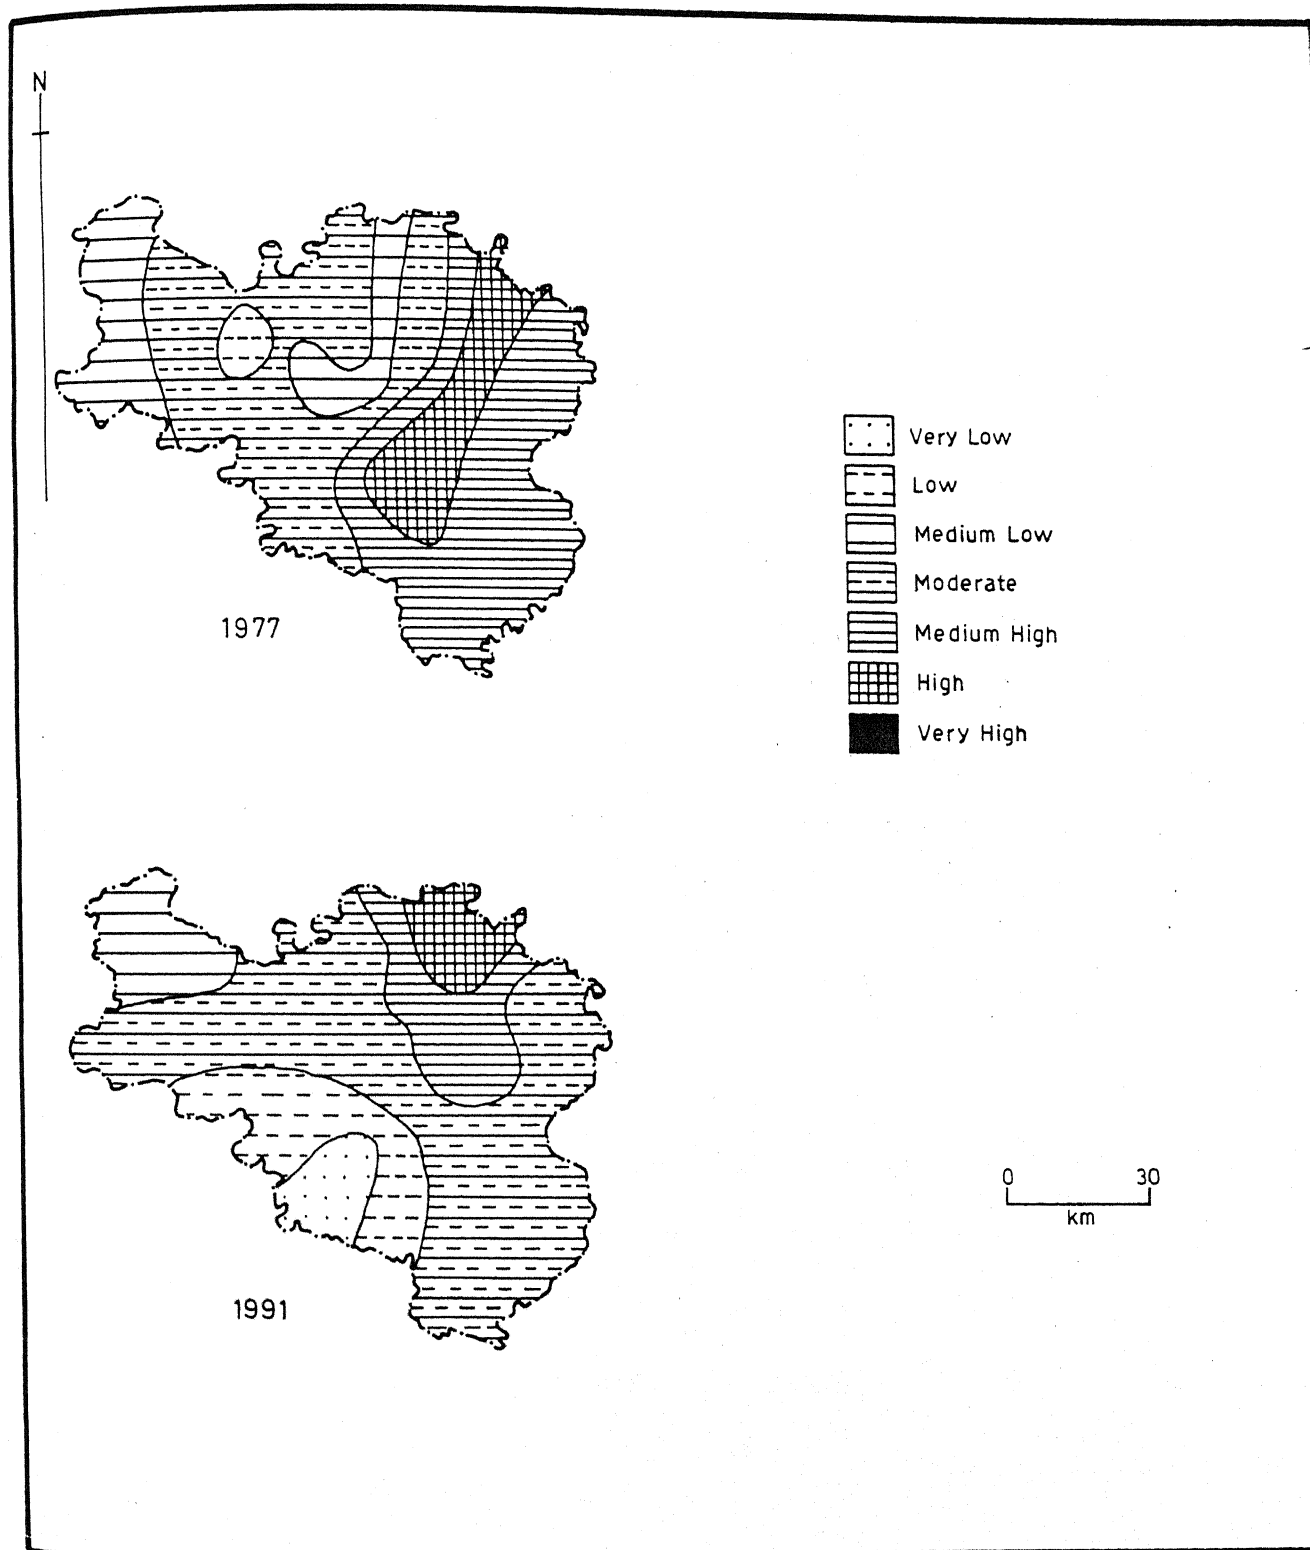 N
1977
Very Low
Low
Medium Low
Moderate
Medium High
High
Very High
1991
0 30
km